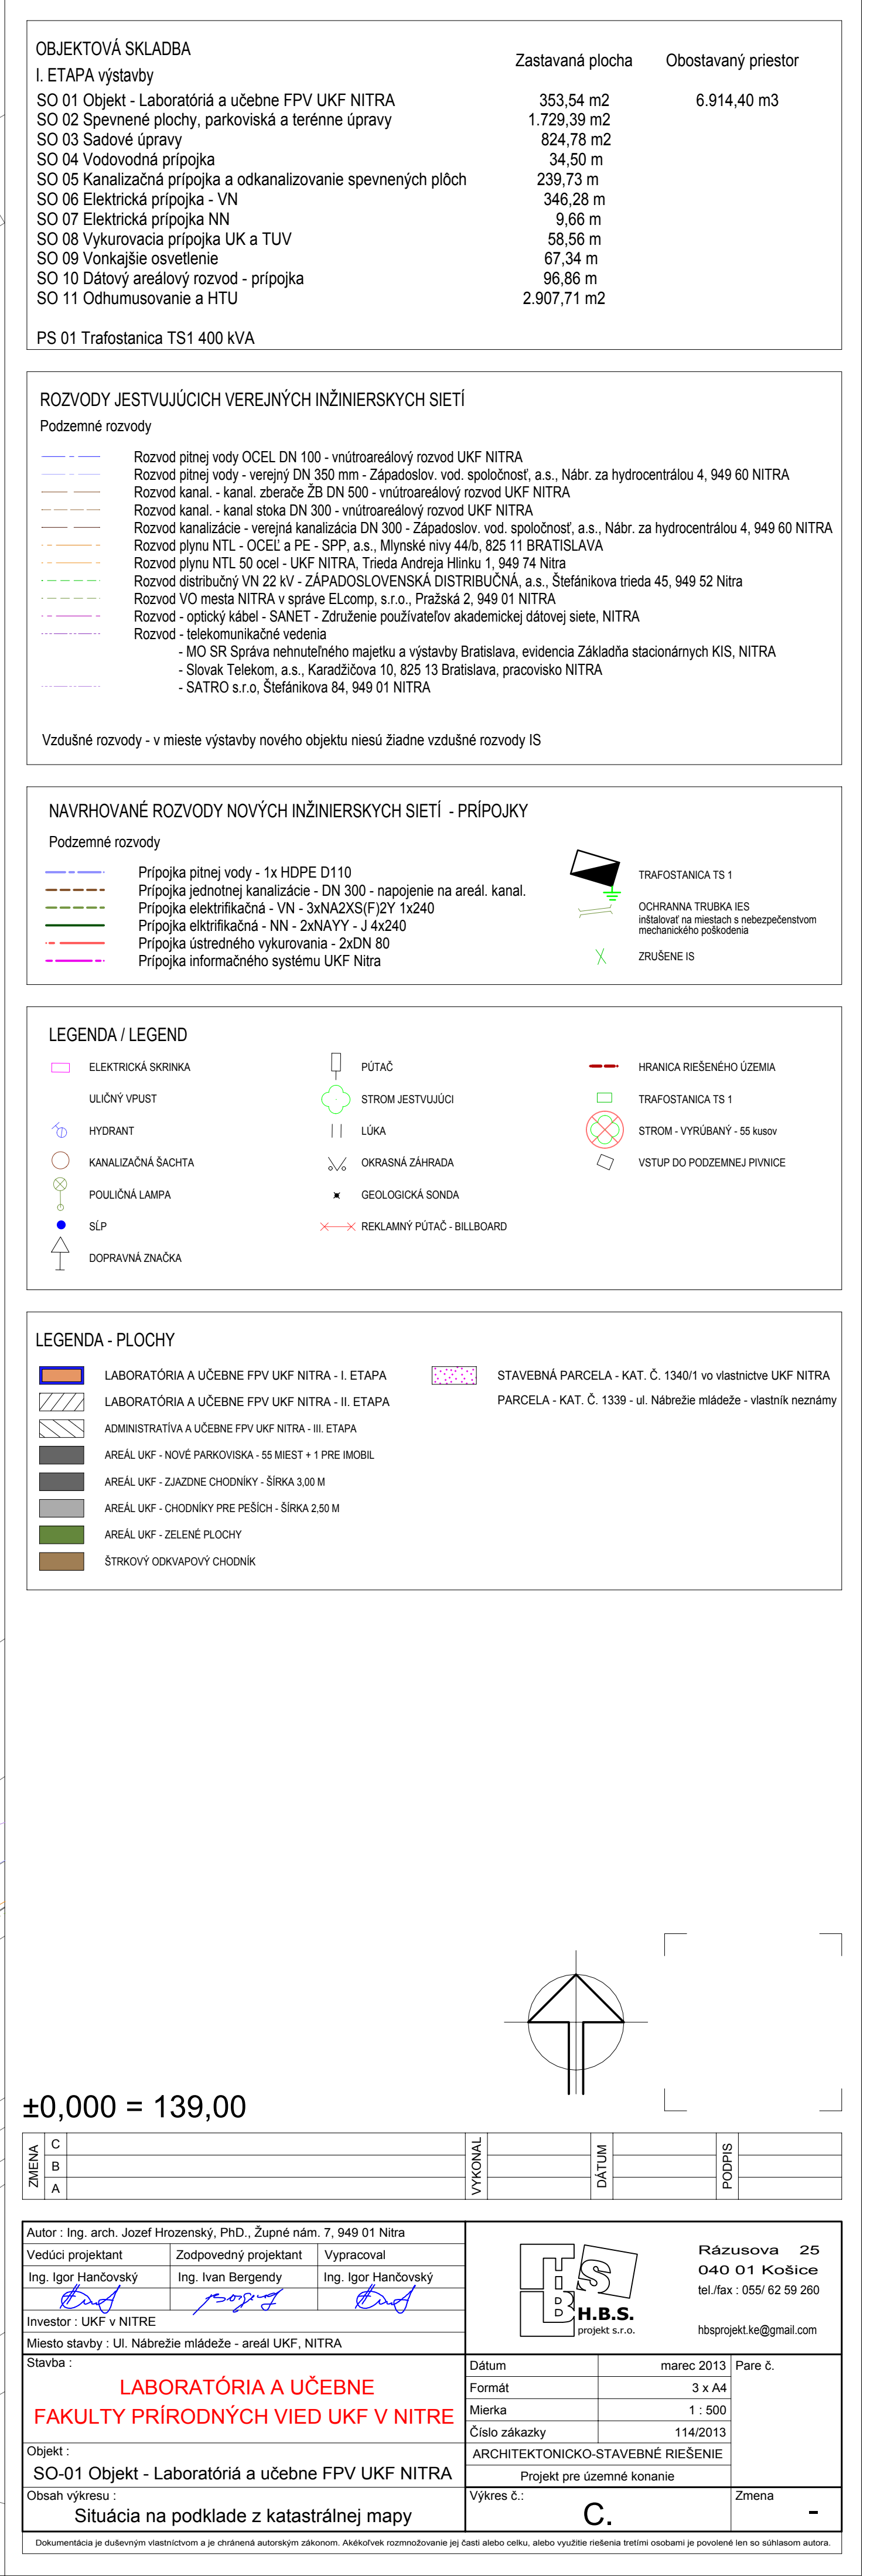 OBJEKTOVÁ SKLADBA
Zastavaná plocha Obostavaný priestor
I. ETAPA výstavby
SO 01 Objekt - Laboratóriá a učebne FPV UKF NITRA 353,54 m2 6.914,40 m3
SO 02 Spevnené plochy, parkoviská a terénne úpravy 1.729,39 m2
SO 03 Sadové úpravy 824,78 m2
SO 04 Vodovodná prípojka 34,50 m
SO 05 Kanalizačná prípojka a odkanalizovanie spevnených plôch 239,73 m
SO 06 Elektrická prípojka - VN 346,28 m
SO 07 Elektrická prípojka NN 9,66 m
SO 08 Vykurovacia prípojka UK a TUV 58,56 m
SO 09 Vonkajšie osvetlenie 67,34 m
SO 10 Dátový areálový rozvod - prípojka 96,86 m
SO 11 Odhumusovanie a HTU 2.907,71 m2
PS 01 Trafostanica TS1 400 kVA
ROZVODY JESTVUJÚCICH VEREJNÝCH INŽINIERSKYCH SIETÍ
Podzemné rozvody
Rozvod pitnej vody OCEL DN 100 - vnútroareálový rozvod UKF NITRA
Rozvod pitnej vody - verejný DN 350 mm - Západoslov. vod. spoločnosť, a.s., Nábr. za hydrocentrálou 4, 949 60 NITRA
Rozvod kanal. - kanal. zberače ŽB DN 500 - vnútroareálový rozvod UKF NITRA
Rozvod kanal. - kanal stoka DN 300 - vnútroareálový rozvod UKF NITRA
Rozvod kanalizácie - verejná kanalizácia DN 300 - Západoslov. vod. spoločnosť, a.s., Nábr. za hydrocentrálou 4, 949 60 NITRA
Rozvod plynu NTL - OCEĽ a PE - SPP, a.s., Mlynské nivy 44/b, 825 11 BRATISLAVA
Rozvod plynu NTL 50 ocel - UKF NITRA, Trieda Andreja Hlinku 1, 949 74 Nitra
Rozvod distribučný VN 22 kV - ZÁPADOSLOVENSKÁ DISTRIBUČNÁ, a.s., Štefánikova trieda 45, 949 52 Nitra
Rozvod VO mesta NITRA v správe ELcomp, s.r.o., Pražská 2, 949 01 NITRA
Rozvod - optický kábel - SANET - Združenie používateľov akademickej dátovej siete, NITRA
Rozvod - telekomunikačné vedenia
- MO SR Správa nehnuteľného majetku a výstavby Bratislava, evidencia Základňa stacionárnych KIS, NITRA
- Slovak Telekom, a.s., Karadžičova 10, 825 13 Bratislava, pracovisko NITRA
- SATRO s.r.o, Štefánikova 84, 949 01 NITRA
Vzdušné rozvody - v mieste výstavby nového objektu niesú žiadne vzdušné rozvody IS
NAVRHOVANÉ ROZVODY NOVÝCH INŽINIERSKYCH SIETÍ - PRÍPOJKY
Podzemné rozvody
Prípojka pitnej vody - 1x HDPE D110
Prípojka jednotnej kanalizácie - DN 300 - napojenie na areál. kanal.
Prípojka elektrifikačná - VN - 3xNA2XS(F)2Y 1x240
Prípojka elktrifikačná - NN - 2xNAYY - J 4x240
Prípojka ústredného vykurovania - 2xDN 80
Prípojka informačného systému UKF Nitra
TRAFOSTANICA TS 1
OCHRANNA TRUBKA IES
inštalovať na miestach s nebezpečenstvom
mechanického poškodenia
ZRUŠENE IS
LEGENDA / LEGEND
ELEKTRICKÁ SKRINKA
ULIČNÝ VPUST
HYDRANT
KANALIZAČNÁ ŠACHTA
POULIČNÁ LAMPA
SĹP
DOPRAVNÁ ZNAČKA
PÚTAČ
STROM JESTVUJÚCI
LÚKA
OKRASNÁ ZÁHRADA
GEOLOGICKÁ SONDA
REKLAMNÝ PÚTAČ - BILLBOARD
HRANICA RIEŠENÉHO ÚZEMIA
TRAFOSTANICA TS 1
STROM - VYRÚBANÝ - 55 kusov
VSTUP DO PODZEMNEJ PIVNICE
LEGENDA - PLOCHY
LABORATÓRIA A UČEBNE FPV UKF NITRA - I. ETAPA
LABORATÓRIA A UČEBNE FPV UKF NITRA - II. ETAPA
ADMINISTRATÍVA A UČEBNE FPV UKF NITRA - III. ETAPA
AREÁL UKF - NOVÉ PARKOVISKA - 55 MIEST + 1 PRE IMOBIL
AREÁL UKF - ZJAZDNE CHODNÍKY - ŠÍRKA 3,00 M
AREÁL UKF - CHODNÍKY PRE PEŠÍCH - ŠÍRKA 2,50 M
AREÁL UKF - ZELENÉ PLOCHY
ŠTRKOVÝ ODKVAPOVÝ CHODNÍK
STAVEBNÁ PARCELA - KAT. Č. 1340/1 vo vlastnictve UKF NITRA
PARCELA - KAT. Č. 1339 - ul. Nábrežie mládeže - vlastník neznámy
±0,000 = 139,00
ZMENA
C
B
A
VYKONAL
DÁTUM
PODPIS
Autor : Ing. arch. Jozef Hrozenský, PhD., Župné nám. 7, 949 01 Nitra
Vedúci projektant Zodpovedný projektant Vypracoval
Ing. Igor Hančovský Ing. Ivan Bergendy Ing. Igor Hančovský
Investor : UKF v NITRE
Miesto stavby : Ul. Nábrežie mládeže - areál UKF, NITRA
H.B.S.
projekt s.r.o.
Rázusova 25
040 01 Košice
tel./fax : 055/ 62 59 260
hbsprojekt.ke@gmail.com
Stavba :
LABORATÓRIÁ A UČEBNE
FAKULTY PRÍRODNÝCH VIED UKF V NITRE
Dátum marec 2013 Pare č.
Formát 3 x A4
Mierka 1 : 500
Číslo zákazky 114/2013
ARCHITEKTONICKO-STAVEBNÉ RIEŠENIE
Projekt pre územné konanie
Objekt :
SO-01 Objekt - Laboratóriá a učebne FPV UKF NITRA
Obsah výkresu :
Situácia na podklade z katastrálnej mapy
Výkres č.:
C.
Zmena
-
Dokumentácia je duševným vlastníctvom a je chránená autorským zákonom. Akékoľvek rozmnožovanie jej časti alebo celku, alebo využitie riešenia tretími osobami je povolené len so súhlasom autora.